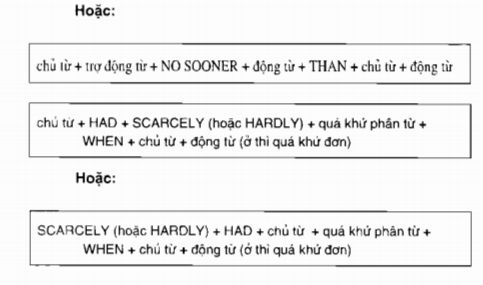 Hoặc:
chủ từ + trợ động từ + NO SOONER + động từ + THAN + chủ từ + động từ
chủ từ + HAD + SCARCELY (hoặc HARDLY) + quá khứ phân từ +
WHEN + chủ từ + động từ (ở thì quá khứ đơn)
Hoặc:
SCARCELY (hoặc HARDLY) + HAD + chủ từ + quá khứ phân từ +
WHEN + chủ từ + động từ (ở thì quá khứ đơn)